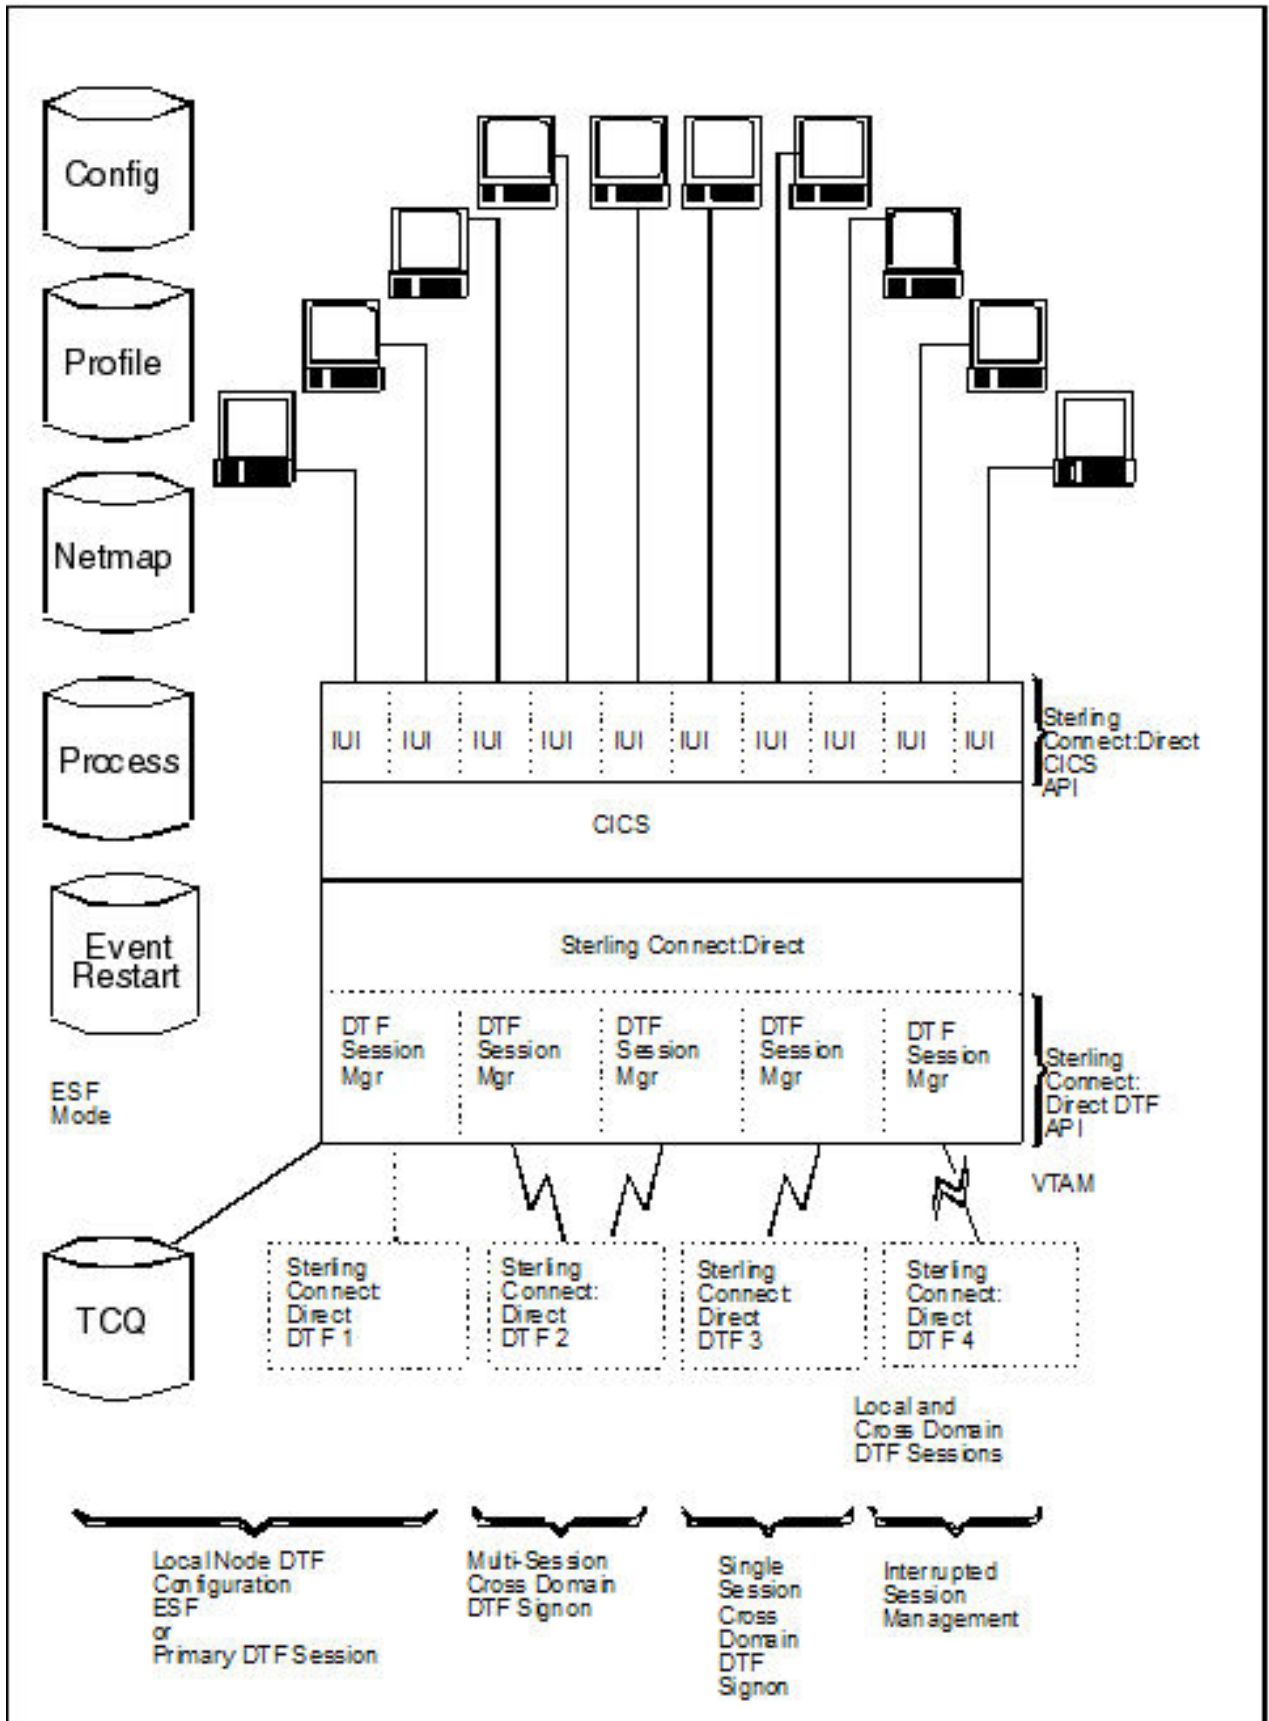 Config
Profile
Netmap
Process
Event
Restart
ESF
Mode
TCQ
IUI IUI IUI IUI IUI IUI IUI IUI IUI IUI
Sterling
Connect:Direct
CICS
API
CICS
Sterling Connect:Direct
DTF
Session
Mgr
DTF
Session
Mgr
DTF
Session
Mgr
DTF
Session
Mgr
DTF
Session
Mgr
Sterling
Connect:
Direct DTF
API
VTAM
Sterling
Connect:
Direct
DTF 1
Sterling
Connect:
Direct
DTF 2
Sterling
Connect:
Direct
DTF 3
Sterling
Connect:
Direct
DTF 4
Local and
Cross Domain
DTF Sessions
Local Node DTF
Configuration
ESF
or
Primary DTF Session
Multi-Session
Cross Domain
DTF Signon
Single
Session
Cross
Domain
DTF
Signon
Interrupted
Session
Management